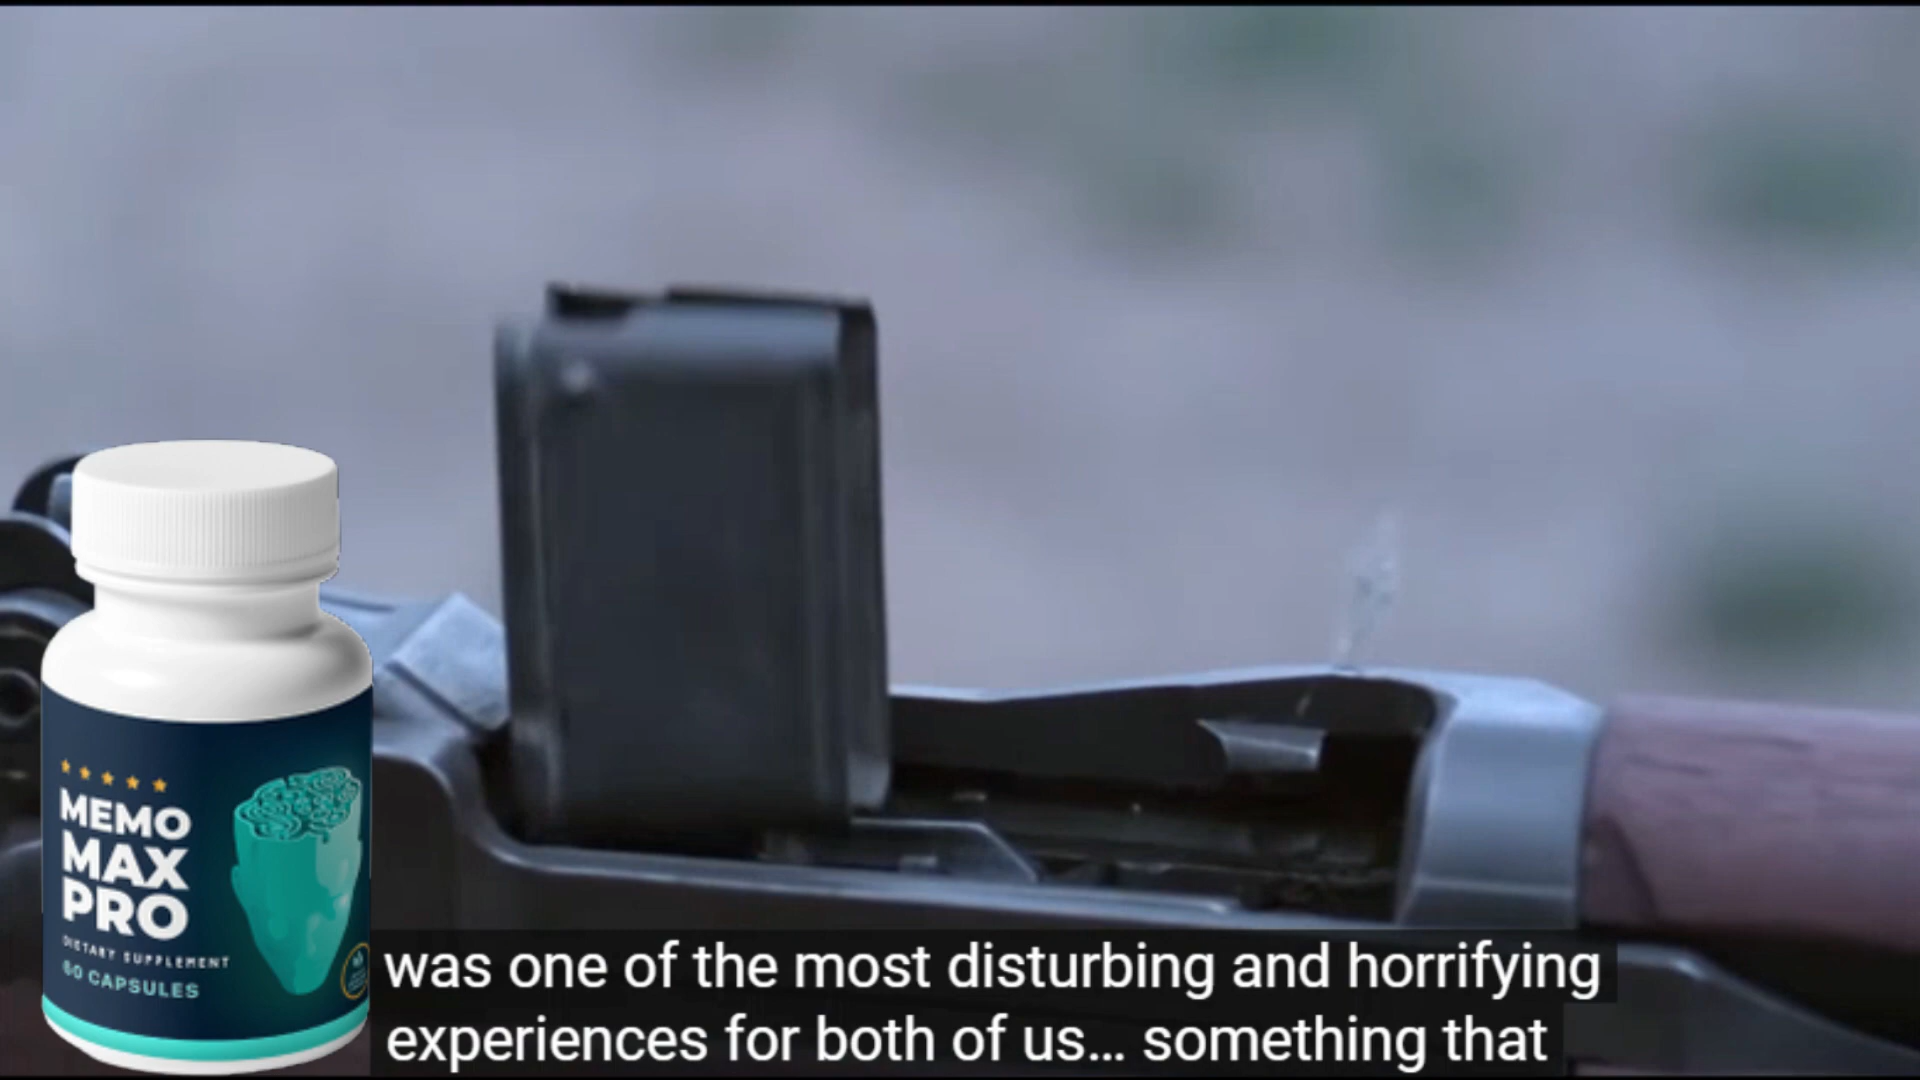 MEMO
MAX
PRO
DIETARY SUPPLEMENT
60 CAPSULES
was one of the most disturbing and horrifying
experiences for both of us... something that